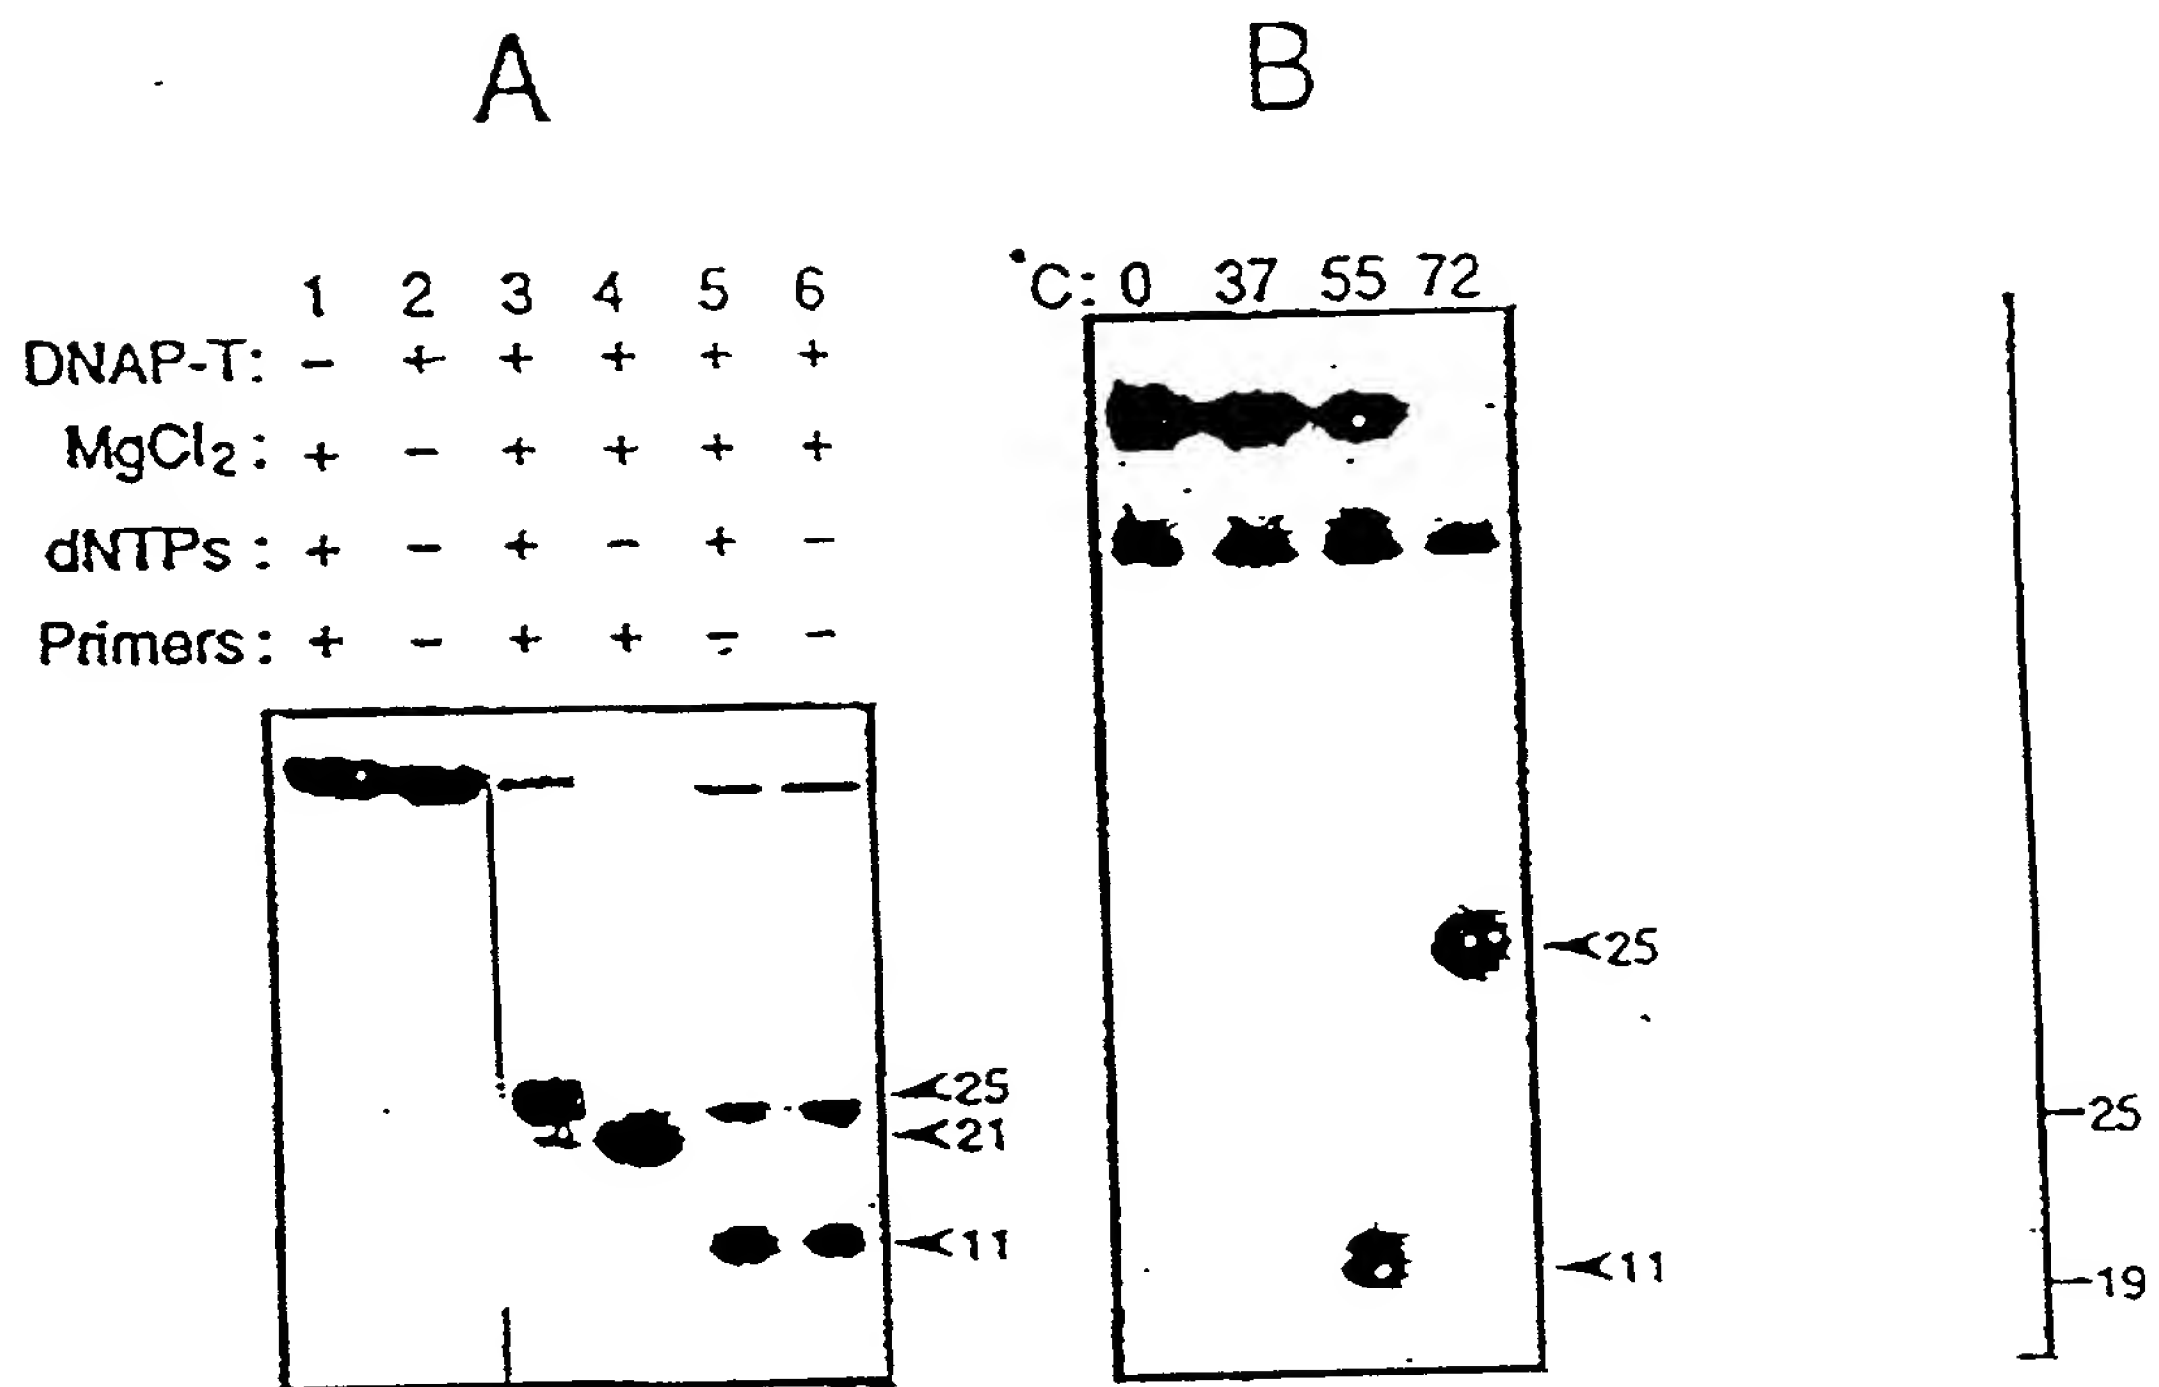 A
B
1 2 3 4 5 6
DNAP-T: - + + + + +
MgCl2: + - + + + +
dNTPs : + - + - + -
Primers: + - + + - -
25
21
11
°C: 0 37 55 72
25
11
25
19